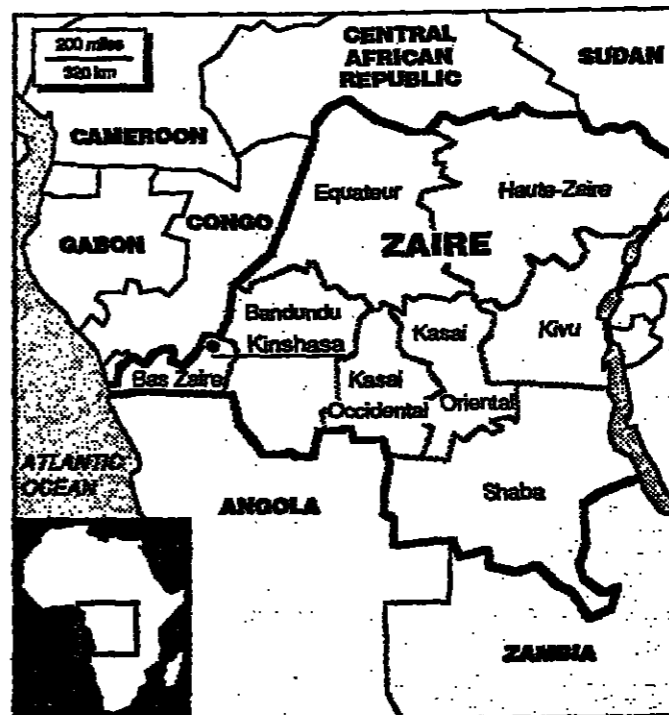 200 miles
320 km
CENTRAL
AFRICAN
REPUBLIC
SUDAN
CAMEROON
Equateur
Haute-Zaire
CONGO
GABON
ZAIRE
Bandundu
Kinshasa
Kasai
Kivu
Bas Zaire
Kasai
Occidental
Oriental
ATLANTIC
OCEAN
ANGOLA
Shaba
ZAMBIA